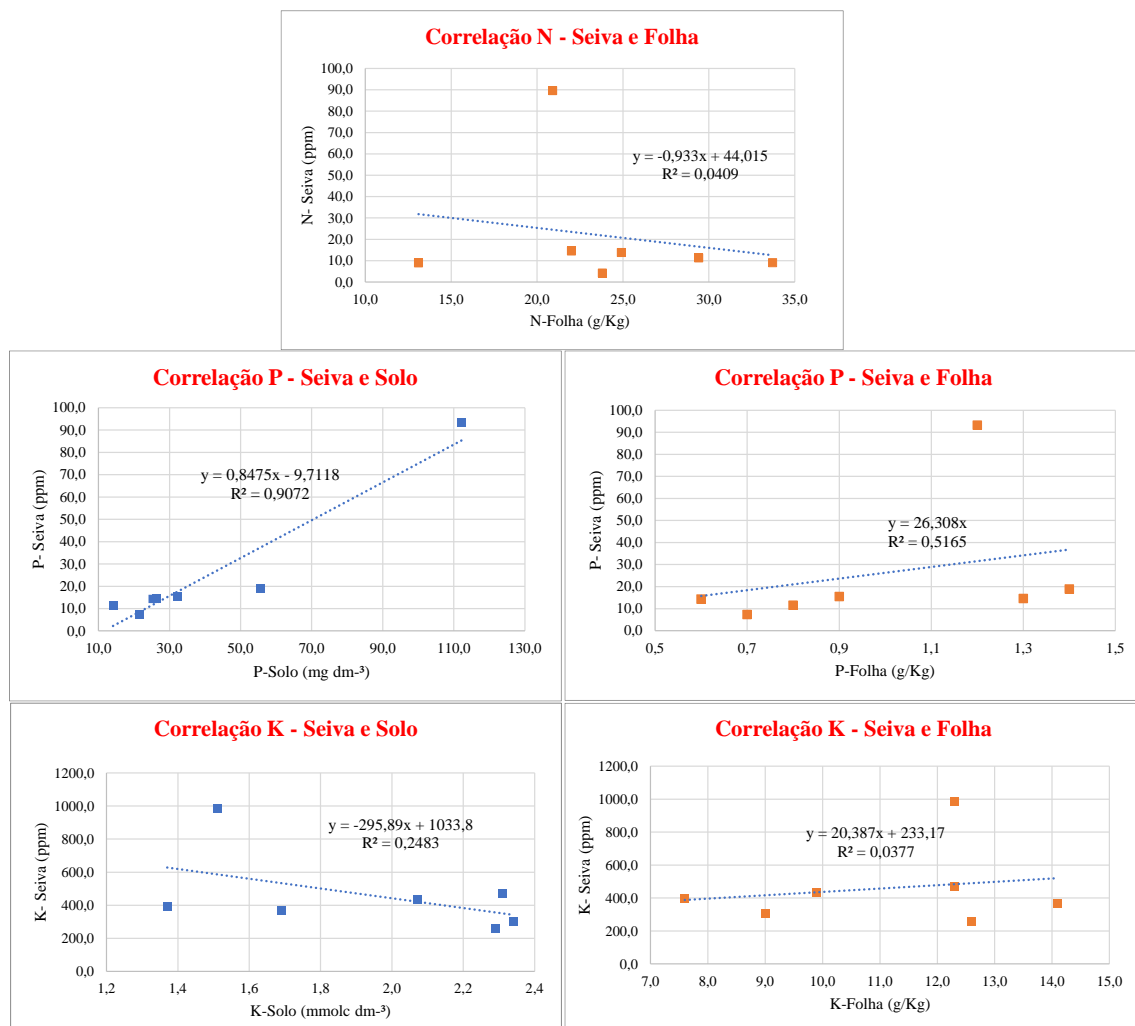 Correlação N - Seiva e Folha
100,0
90,0
80,0
70,0
60,0
50,0
40,0
30,0
20,0
10,0
0,0
N- Seiva (ppm)
y = -0,933x + 44,015
R² = 0,0409
10,0 15,0 20,0 25,0 30,0 35,0
N-Folha (g/Kg)
Correlação P - Seiva e Solo
100,0
90,0
80,0
70,0
60,0
50,0
40,0
30,0
20,0
10,0
0,0
P- Seiva (ppm)
y = 0,8475x - 9,7118
R² = 0,9072
10,0 30,0 50,0 70,0 90,0 110,0 130,0
P-Solo (mg dm-³)
Correlação P - Seiva e Folha
100,0
90,0
80,0
70,0
60,0
50,0
40,0
30,0
20,0
10,0
0,0
P- Seiva (ppm)
y = 26,308x
R² = 0,5165
0,5 0,7 0,9 1,1 1,3 1,5
P-Folha (g/Kg)
Correlação K - Seiva e Solo
1200,0
1000,0
800,0
600,0
400,0
200,0
0,0
K- Seiva (ppm)
y = -295,89x + 1033,8
R² = 0,2483
1,2 1,4 1,6 1,8 2,0 2,2 2,4
K-Solo (mmolc dm-³)
Correlação K - Seiva e Folha
1200,0
1000,0
800,0
600,0
400,0
200,0
0,0
K- Seiva (ppm)
y = 20,387x + 233,17
R² = 0,0377
7,0 8,0 9,0 10,0 11,0 12,0 13,0 14,0 15,0
K-Folha (g/Kg)